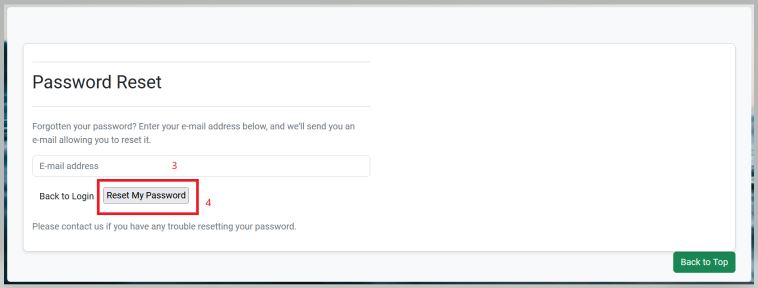 Password Reset
Forgotten your password? Enter your e-mail address below, and we'll send you an
e-mail allowing you to reset it.
E-mail address 3
Back to Login Reset My Password 4
Please contact us if you have any trouble resetting your password.
Back to Top